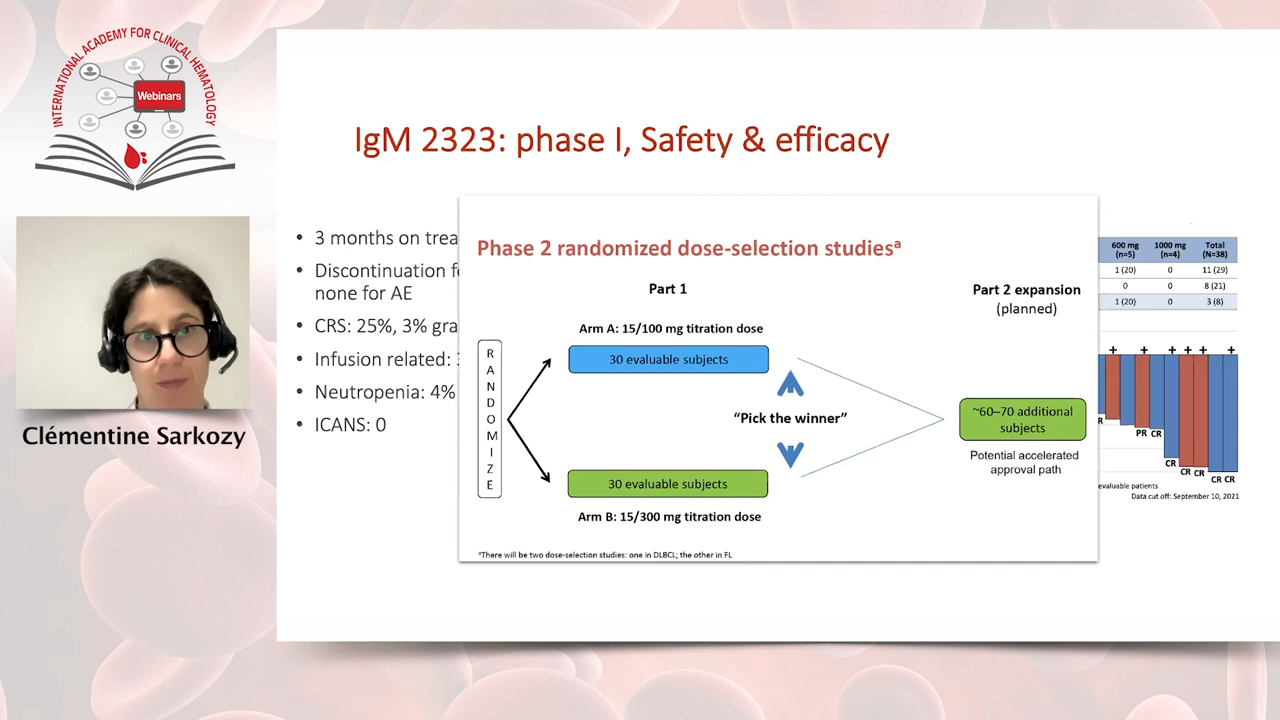 INTERNATIONAL ACADEMY FOR CLINICAL HEMATOLOGY
Webinars
Clémentine Sarkozy
IgM 2323: phase I, Safety & efficacy
• 3 months on trea
• Discontinuation f
none for AE
• CRS: 25%, 3% gra
• Infusion related:
• Neutropenia: 4%
• ICANS: 0
Phase 2 randomized dose-selection studiesᵃ
Part 1
Part 2 expansion
(planned)
Arm A: 15/100 mg titration dose
30 evaluable subjects
RANDOMIZE
"Pick the winner"
~60–70 additional
subjects
Potential accelerated
approval path
30 evaluable subjects
Arm B: 15/300 mg titration dose
ᵃThere will be two dose-selection studies: one in DLBCL; the other in FL
600 mg 1000 mg Total
(n=5) (n=4) (N=38)
1 (20) 0 11 (29)
0 0 8 (21)
1 (20) 0 3 (8)
+ + + + + +
R PR CR CR CR CR CR CR
evaluable patients
Data cut off: September 10, 2021